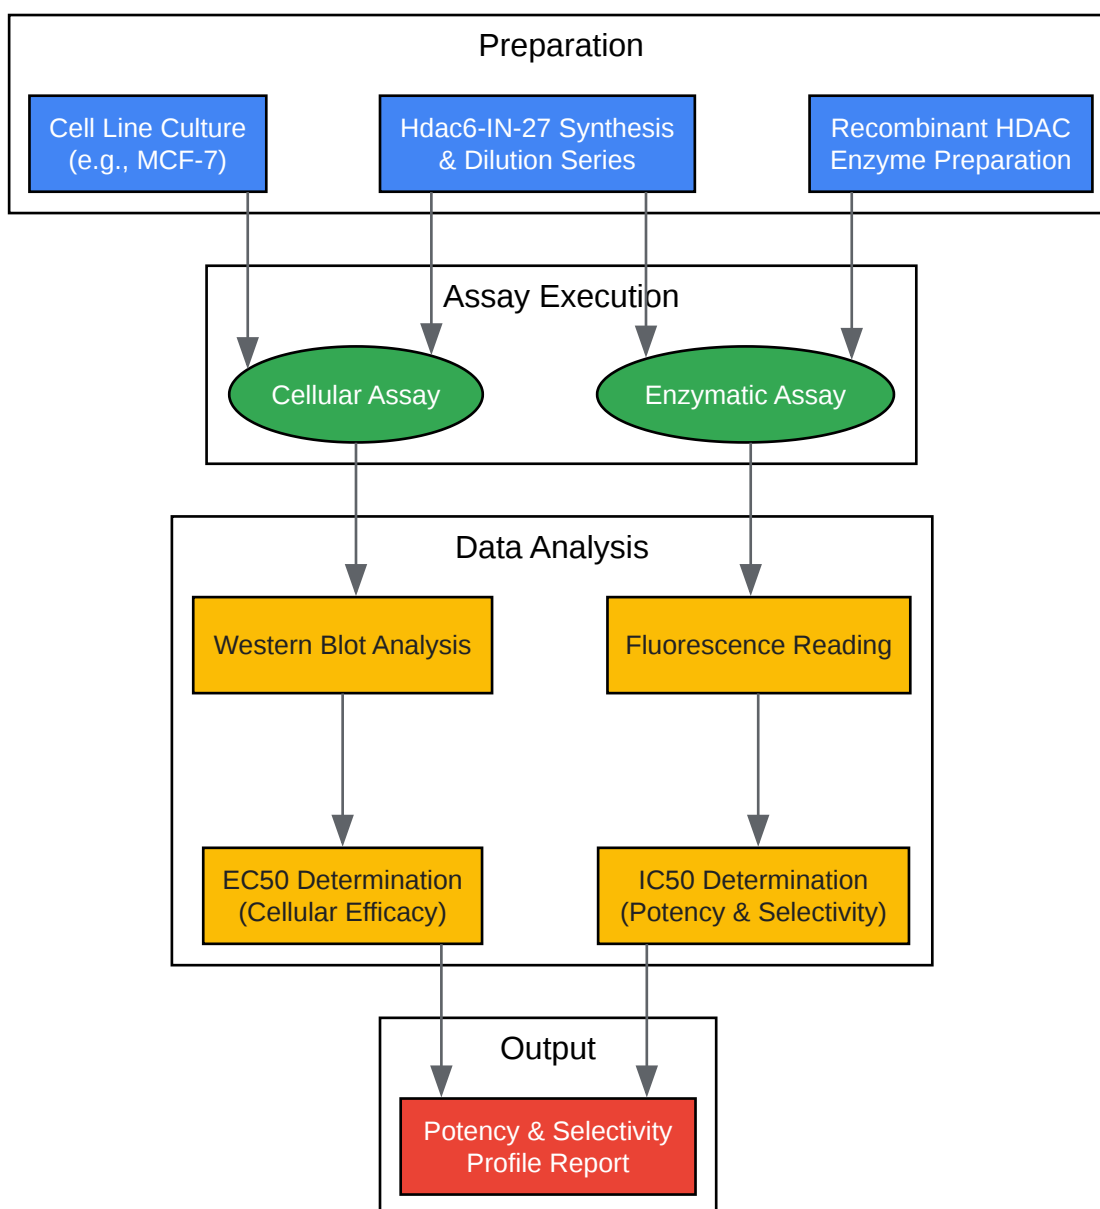 Preparation
Cell Line Culture
(e.g., MCF-7)
Hdac6-IN-27 Synthesis
& Dilution Series
Recombinant HDAC
Enzyme Preparation
Assay Execution
Cellular Assay
Enzymatic Assay
Data Analysis
Western Blot Analysis
Fluorescence Reading
EC50 Determination
(Cellular Efficacy)
IC50 Determination
(Potency & Selectivity)
Output
Potency & Selectivity
Profile Report